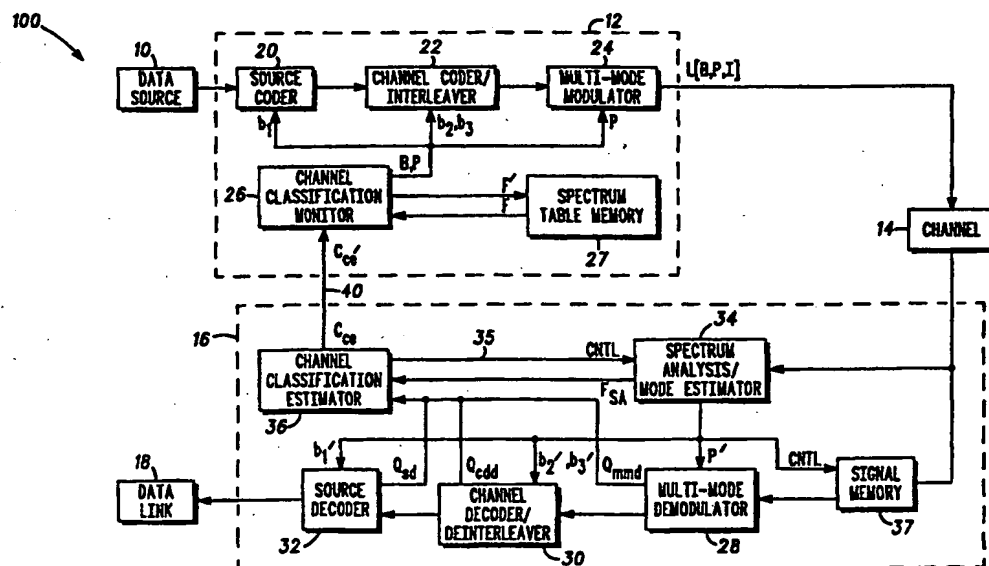 100
12
10
DATA
SOURCE
20
SOURCE
CODER
22
CHANNEL CODER/
INTERLEAVER
24
MULTI-MODE
MODULATOR
L[B,P,I]
b1
b2,b3
P
B,P
26
CHANNEL
CLASSIFICATION
MONITOR
F'
F
SPECTRUM
TABLE MEMORY
27
14
CHANNEL
Cce'
40
16
Cce
CHANNEL
CLASSIFICATION
ESTIMATOR
36
35
CNTL
34
SPECTRUM
ANALYSIS/
MODE ESTIMATOR
FSA
18
DATA
LINK
b1'
Qsd
Qcdd
b2',b3'
Qmmd
P'
CNTL
SOURCE
DECODER
32
CHANNEL
DECODER/
DEINTERLEAVER
30
MULTI-MODE
DEMODULATOR
28
SIGNAL
MEMORY
37